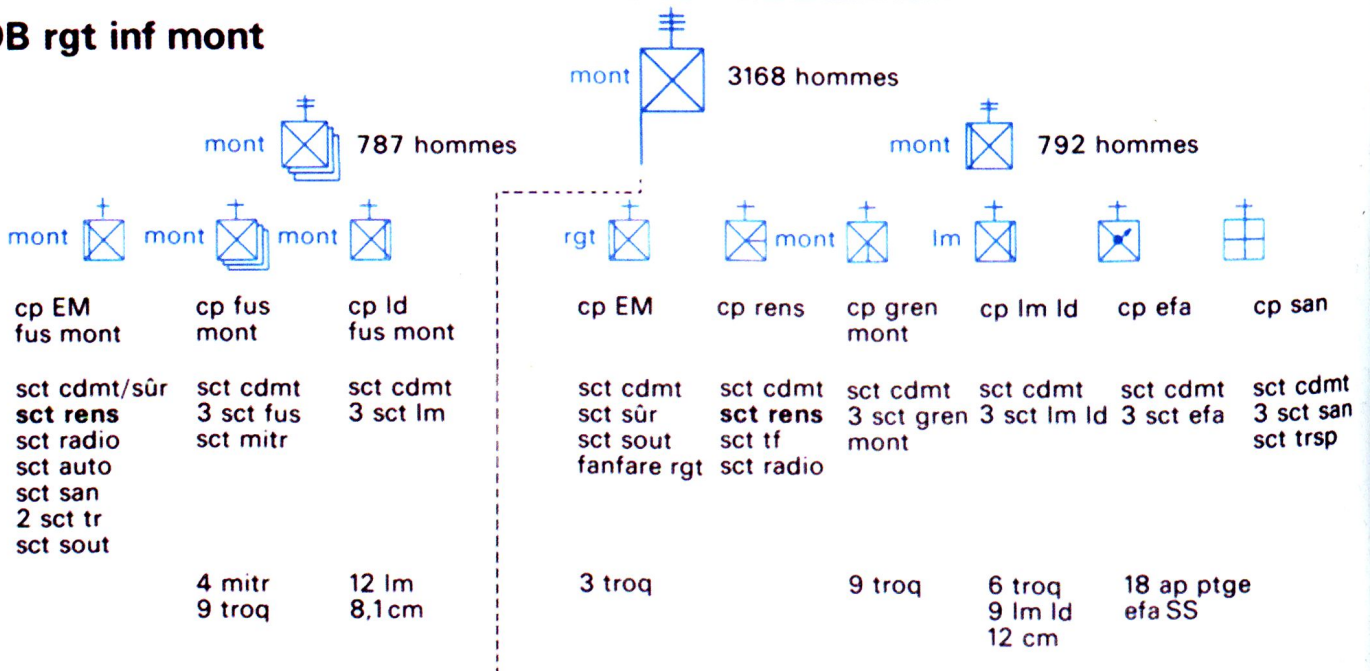 OB rgt inf mont
mont 3168 hommes
mont 787 hommes
mont 792 hommes
mont mont mont
rgt mont lm
cp EM
fus mont
cp fus
mont
cp ld
fus mont
cp EM
cp rens
cp gren
mont
cp lm ld
cp efa
cp san
sct cdmt/sûr
sct rens
sct radio
sct auto
sct san
2 sct tr
sct sout
sct cdmt
3 sct fus
sct mitr
sct cdmt
3 sct lm
sct cdmt
sct sûr
sct sout
fanfare rgt
sct cdmt
sct rens
sct tf
sct radio
sct cdmt
3 sct gren
mont
sct cdmt
3 sct lm ld
sct cdmt
3 sct efa
sct cdmt
3 sct san
sct trsp
4 mitr
9 troq
12 lm
8,1 cm
3 troq
9 troq
6 troq
9 lm ld
12 cm
18 ap ptge
efa SS